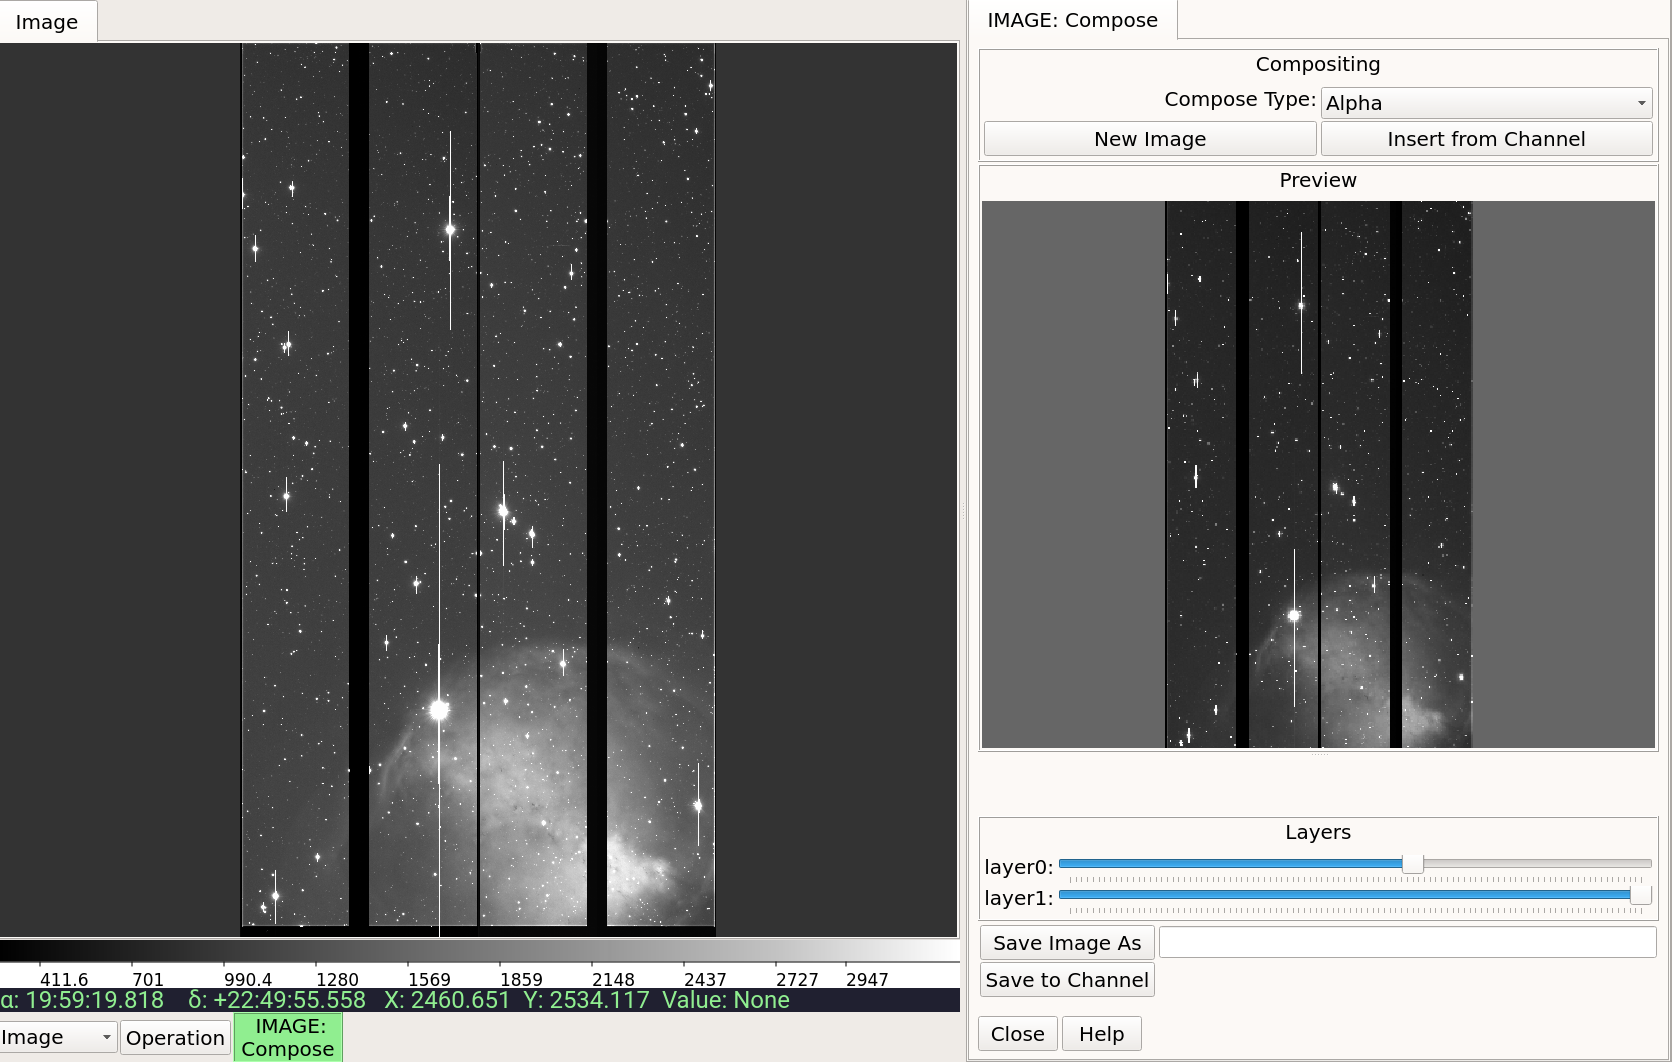 Image
IMAGE: Compose
Compositing
Compose Type: Alpha
New Image Insert from Channel
Preview
Layers
layer0:
layer1:
Save Image As
Save to Channel
Close Help
411.6 701 990.4 1280 1569 1859 2148 2437 2727 2947
α: 19:59:19.818 δ: +22:49:55.558 X: 2460.651 Y: 2534.117 Value: None
Image Operation IMAGE:
Compose